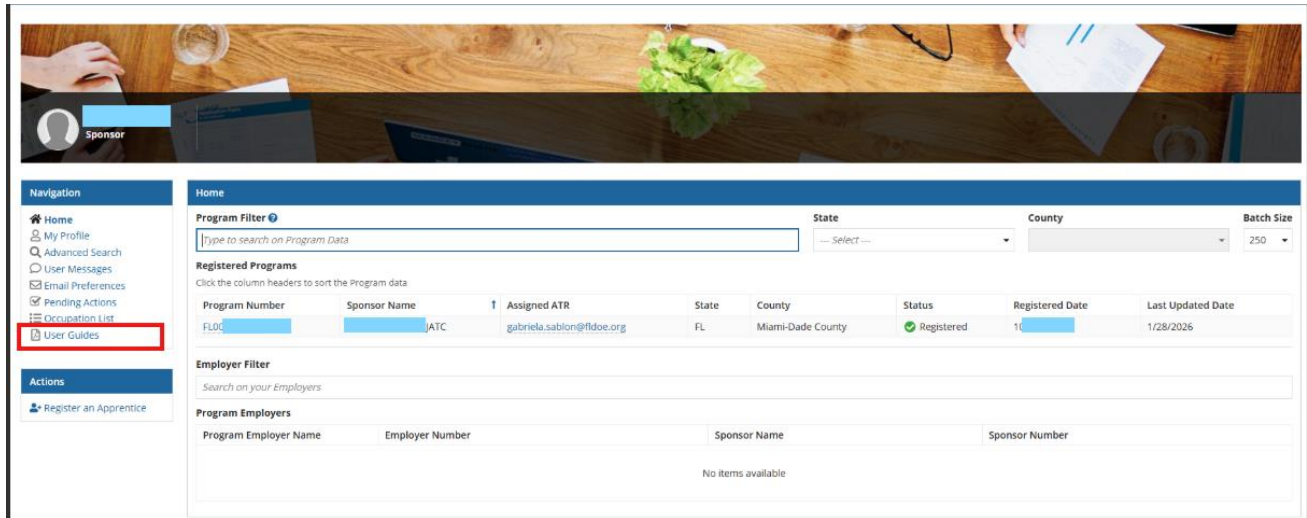 Sponsor
Navigation
Home
My Profile
Advanced Search
User Messages
Email Preferences
Pending Actions
Occupation List
User Guides
Actions
Register an Apprentice
Home
Program Filter State County Batch Size
Type to search on Program Data --- Select --- 250
Registered Programs
Click the column headers to sort the Program data
Program Number Sponsor Name ↑ Assigned ATR State County Status Registered Date Last Updated Date
FL00 JATC gabriela.sablon@fldoe.org FL Miami-Dade County Registered 10 1/28/2026
Employer Filter
Search on your Employers
Program Employers
Program Employer Name Employer Number Sponsor Name Sponsor Number
No items available